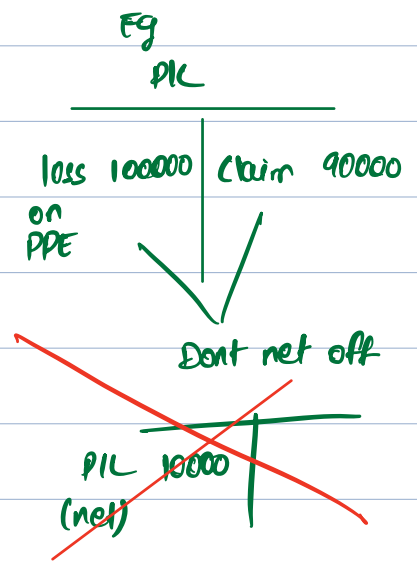 Eg
P/L
loss 100000 Claim 90000
on
PPE
Dont net off
P/L 10000
(net)